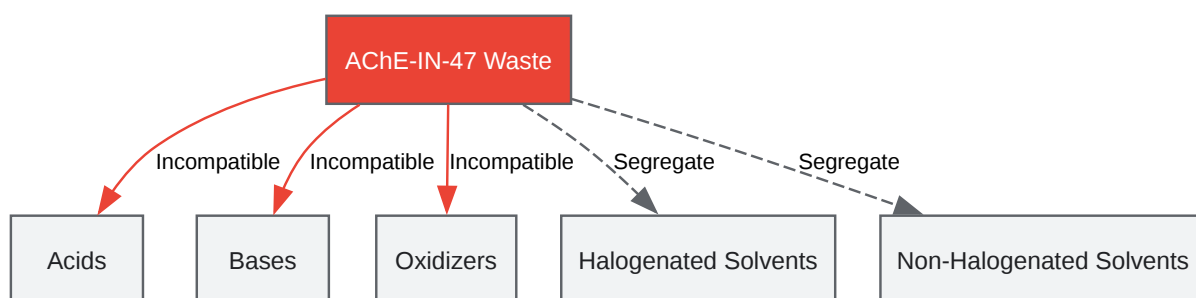 AChE-IN-47 Waste
Incompatible
Incompatible
Incompatible
Segregate
Segregate
Acids
Bases
Oxidizers
Halogenated Solvents
Non-Halogenated Solvents